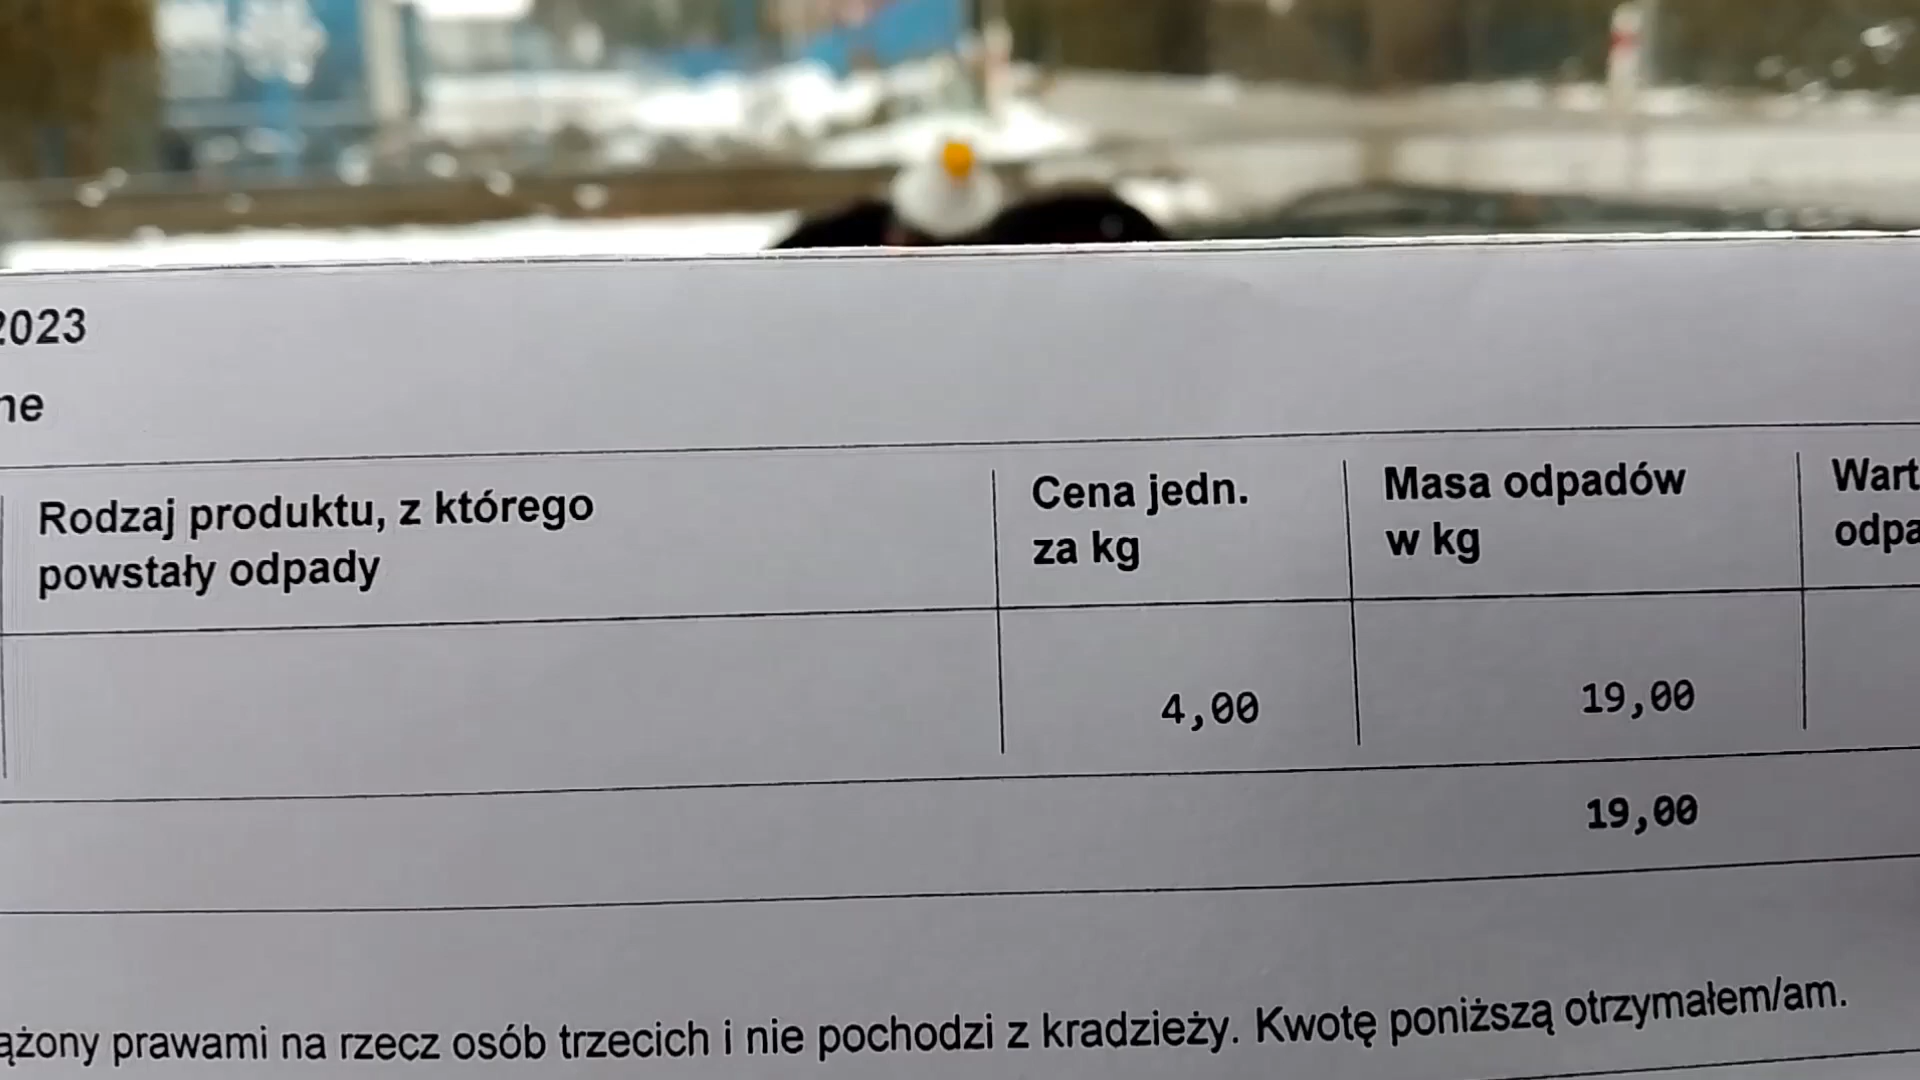 2023
ne
Rodzaj produktu, z którego
powstały odpady
Cena jedn.
za kg
Masa odpadów
w kg
Wart
odpa
4,00
19,00
19,00
ążony prawami na rzecz osób trzecich i nie pochodzi z kradzieży. Kwotę poniższą otrzymałem/am.